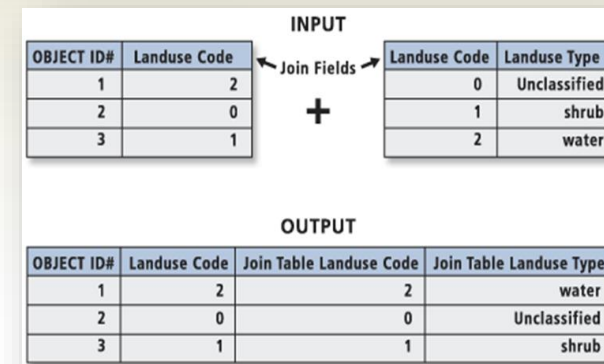 INPUT
OBJECT ID# Landuse Code
1 2
2 0
3 1
Join Fields
+
Landuse Code Landuse Type
0 Unclassified
1 shrub
2 water
OUTPUT
OBJECT ID# Landuse Code Join Table Landuse Code Join Table Landuse Type
1 2 2 water
2 0 0 Unclassified
3 1 1 shrub